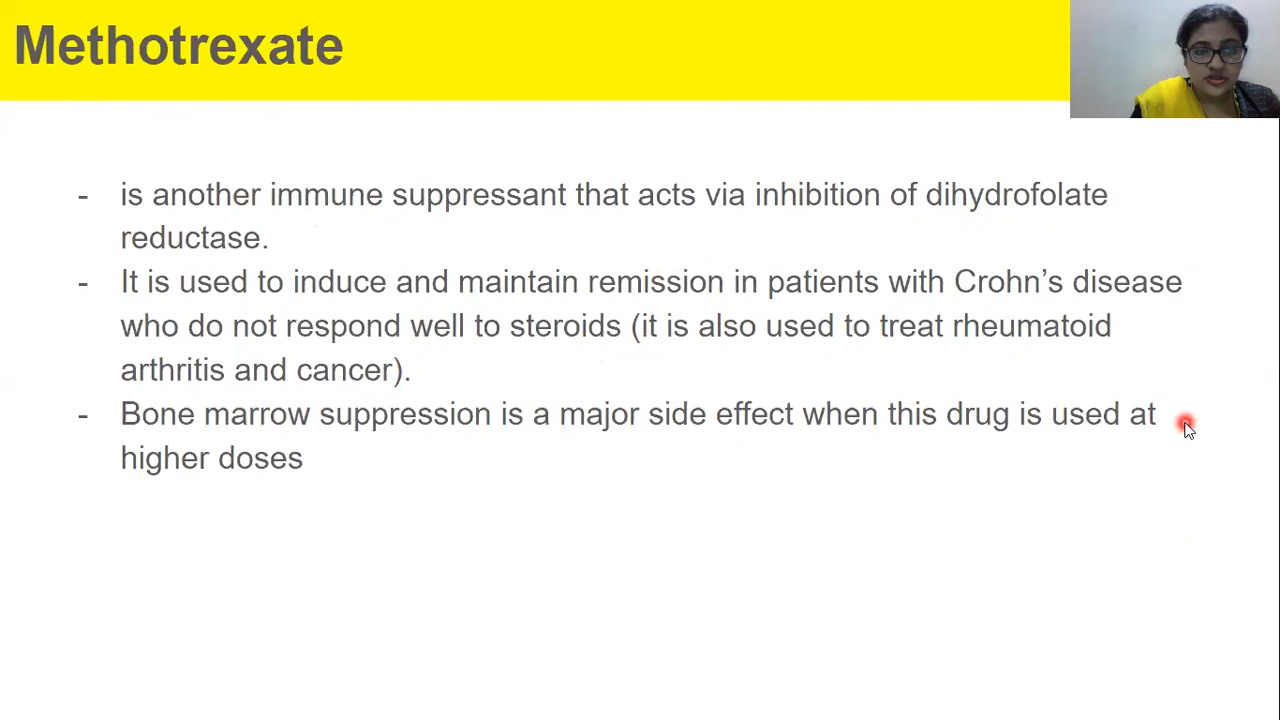 Methotrexate
- is another immune suppressant that acts via inhibition of dihydrofolate
reductase.
- It is used to induce and maintain remission in patients with Crohn’s disease
who do not respond well to steroids (it is also used to treat rheumatoid
arthritis and cancer).
- Bone marrow suppression is a major side effect when this drug is used at
higher doses